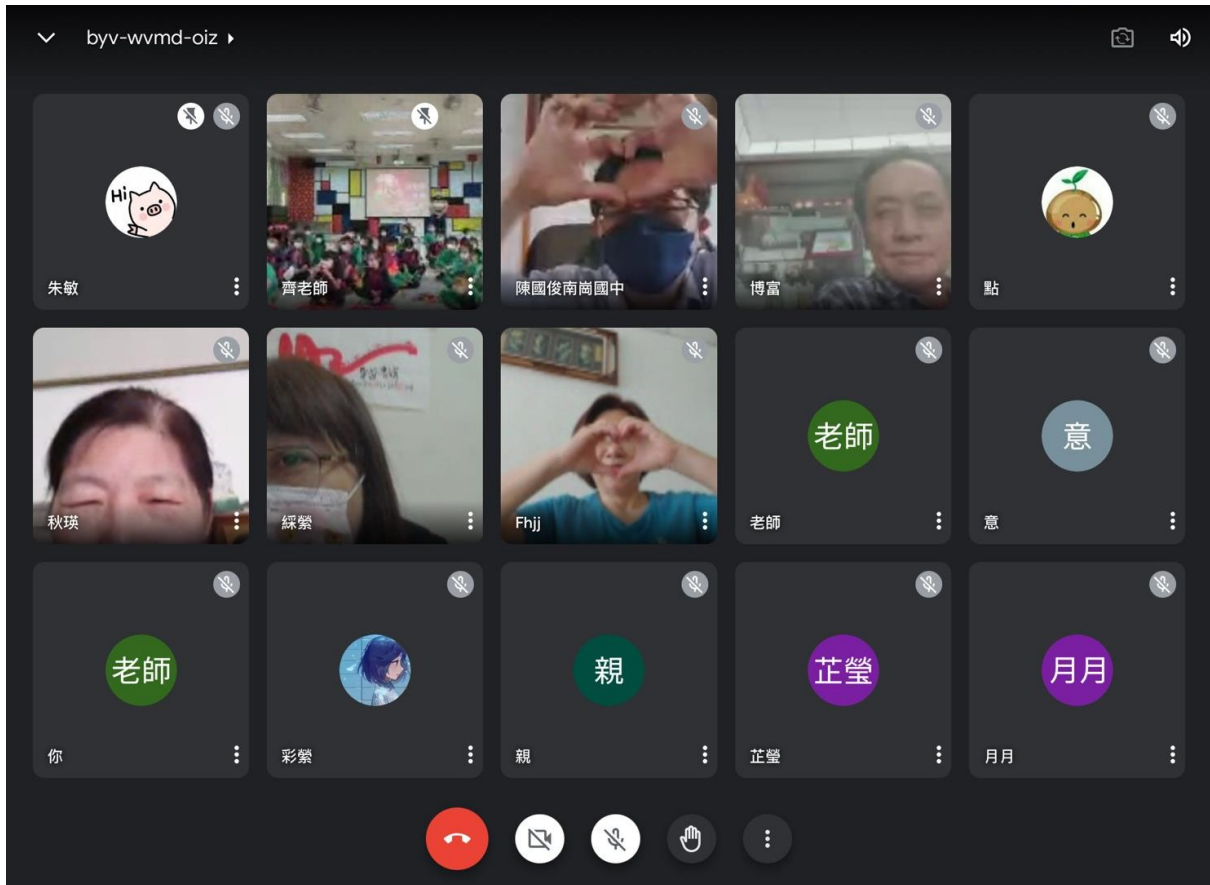 byv-wvmd-oiz
Hi
朱敏
齊老師
陳國俊南崗國中
博富
點
秋瑛
綵縈
Fhjj
老師
老師
意
意
老師
你
彩縈
親
親
芷螢
芷螢
月月
月月